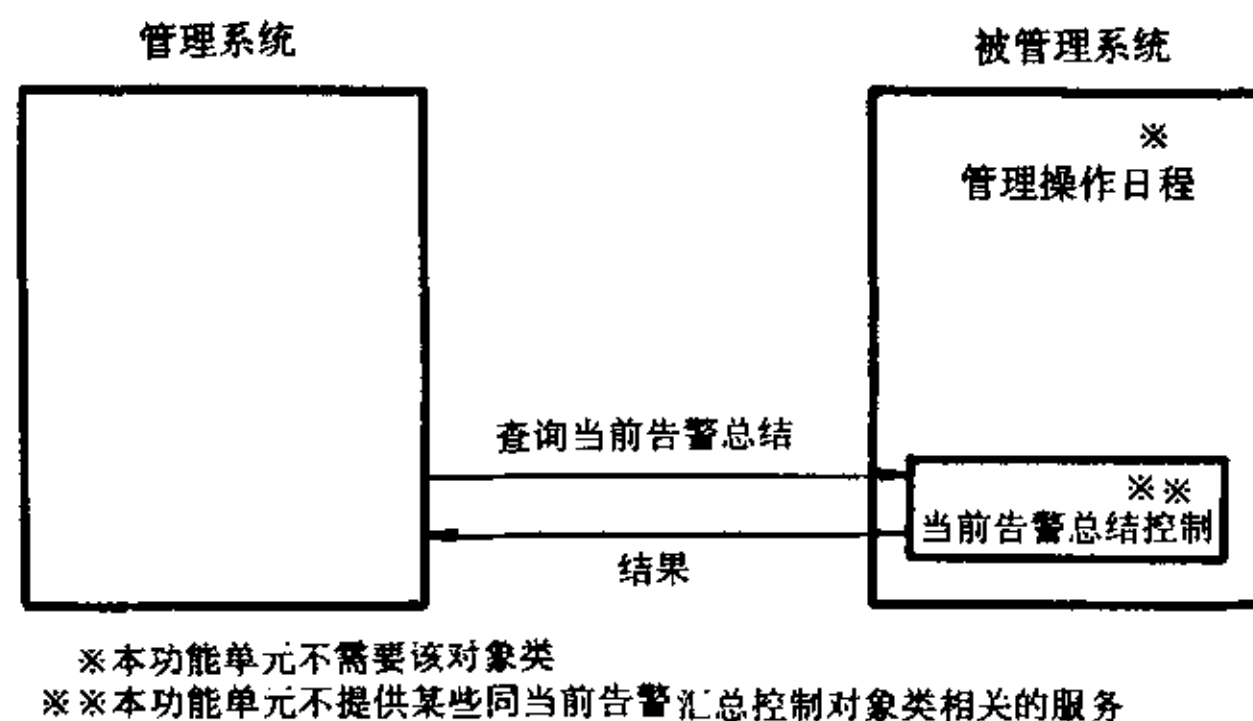 管理系统
被管理系统
※
管理操作日程
查询当前告警总结
※※
当前告警总结控制
结果
※本功能单元不需要该对象类
※※本功能单元不提供某些同当前告警汇总控制对象类相关的服务